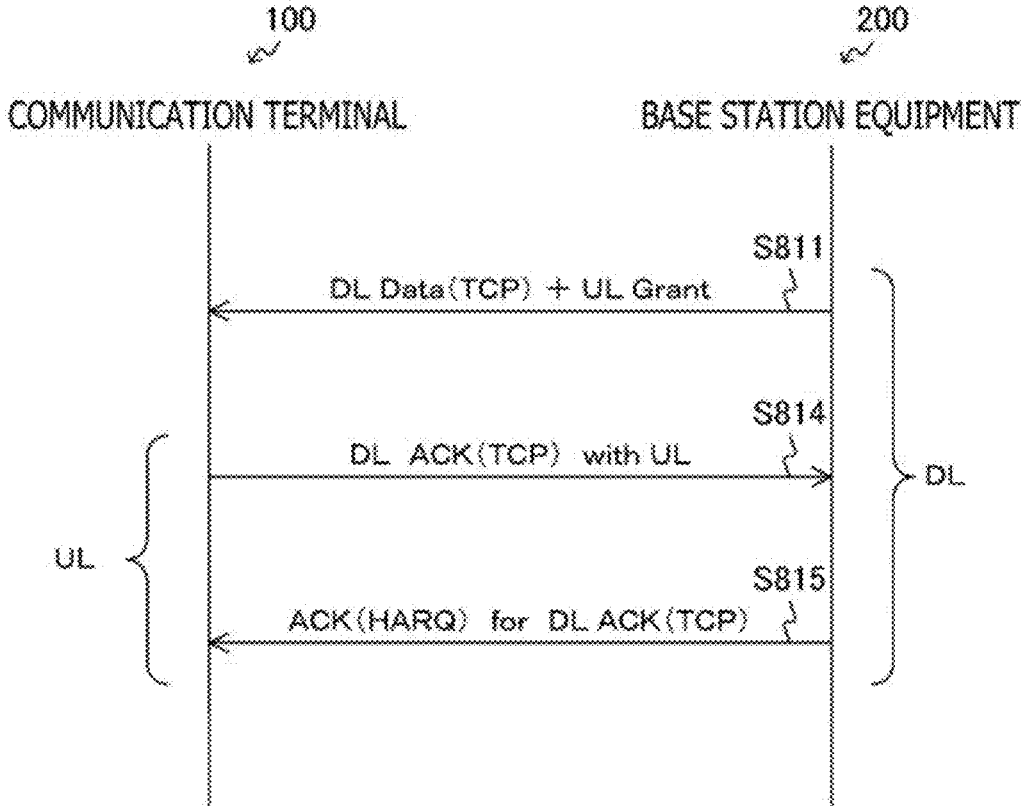 100
200
COMMUNICATION TERMINAL
BASE STATION EQUIPMENT
S811
DL Data(TCP) + UL Grant
S814
DL ACK(TCP) with UL
DL
UL
S815
ACK(HARQ) for DL ACK(TCP)